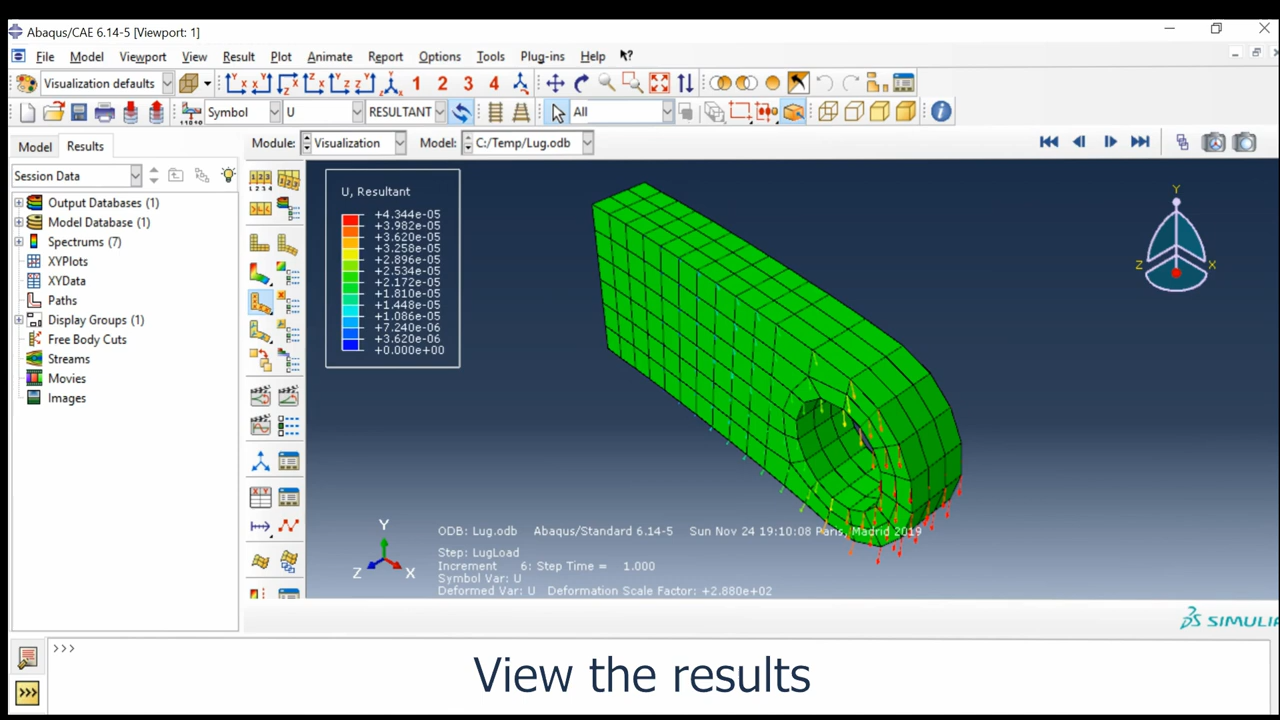 Abaqus/CAE 6.14-5 [Viewport: 1]
File Model Viewport View Result Plot Animate Report Options Tools Plug-ins Help
Visualization defaults
1 2 3 4
Symbol U RESULTANT All
Model Results Module: Visualization Model: C:/Temp/Lug.odb
Session Data
Output Databases (1)
Model Database (1)
Spectrums (7)
XYPlots
XYData
Paths
Display Groups (1)
Free Body Cuts
Streams
Movies
Images
U, Resultant
+4.344e-05
+3.982e-05
+3.620e-05
+3.258e-05
+2.896e-05
+2.534e-05
+2.172e-05
+1.810e-05
+1.448e-05
+1.086e-05
+7.240e-06
+3.620e-06
+0.000e+00
Y
Z X
Y
Z X
ODB: Lug.odb Abaqus/Standard 6.14-5 Sun Nov 24 19:10:08 Paris, Madrid 2019
Step: LugLoad
Increment 6: Step Time = 1.000
Symbol Var: U
Deformed Var: U Deformation Scale Factor: +2.880e+02
SIMULIA
>>>
View the results